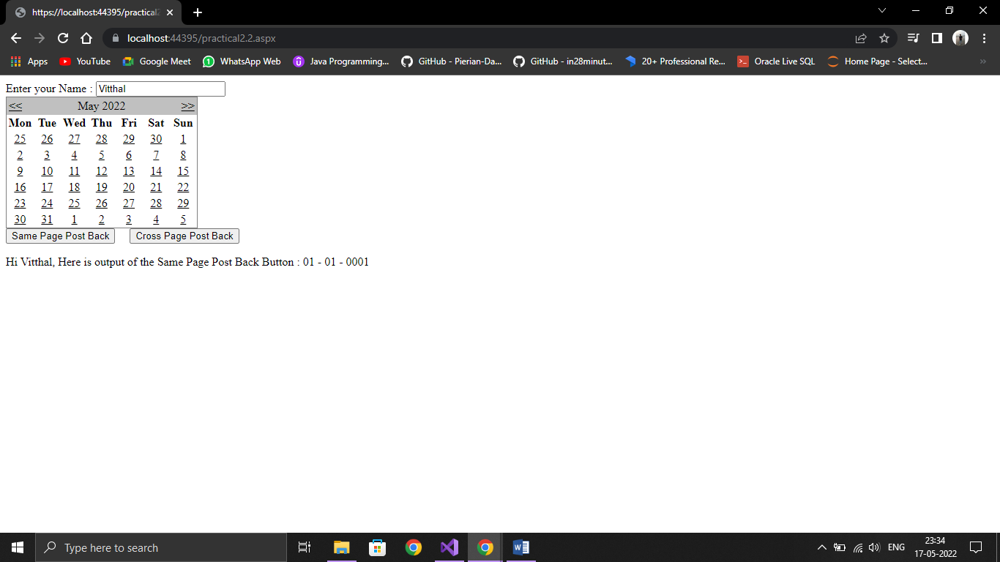 https://localhost:44395/practical2
localhost:44395/practical2.2.aspx
Apps YouTube Google Meet WhatsApp Web Java Programming... GitHub - Pierian-Da... GitHub - in28minut... 20+ Professional Re... Oracle Live SQL Home Page - Select... »
Enter your Name : Vitthal
<< May 2022 >>
Mon Tue Wed Thu Fri Sat Sun
25 26 27 28 29 30 1
2 3 4 5 6 7 8
9 10 11 12 13 14 15
16 17 18 19 20 21 22
23 24 25 26 27 28 29
30 31 1 2 3 4 5
Same Page Post Back Cross Page Post Back
Hi Vitthal, Here is output of the Same Page Post Back Button : 01 - 01 - 0001
Type here to search
ENG
23:34
17-05-2022